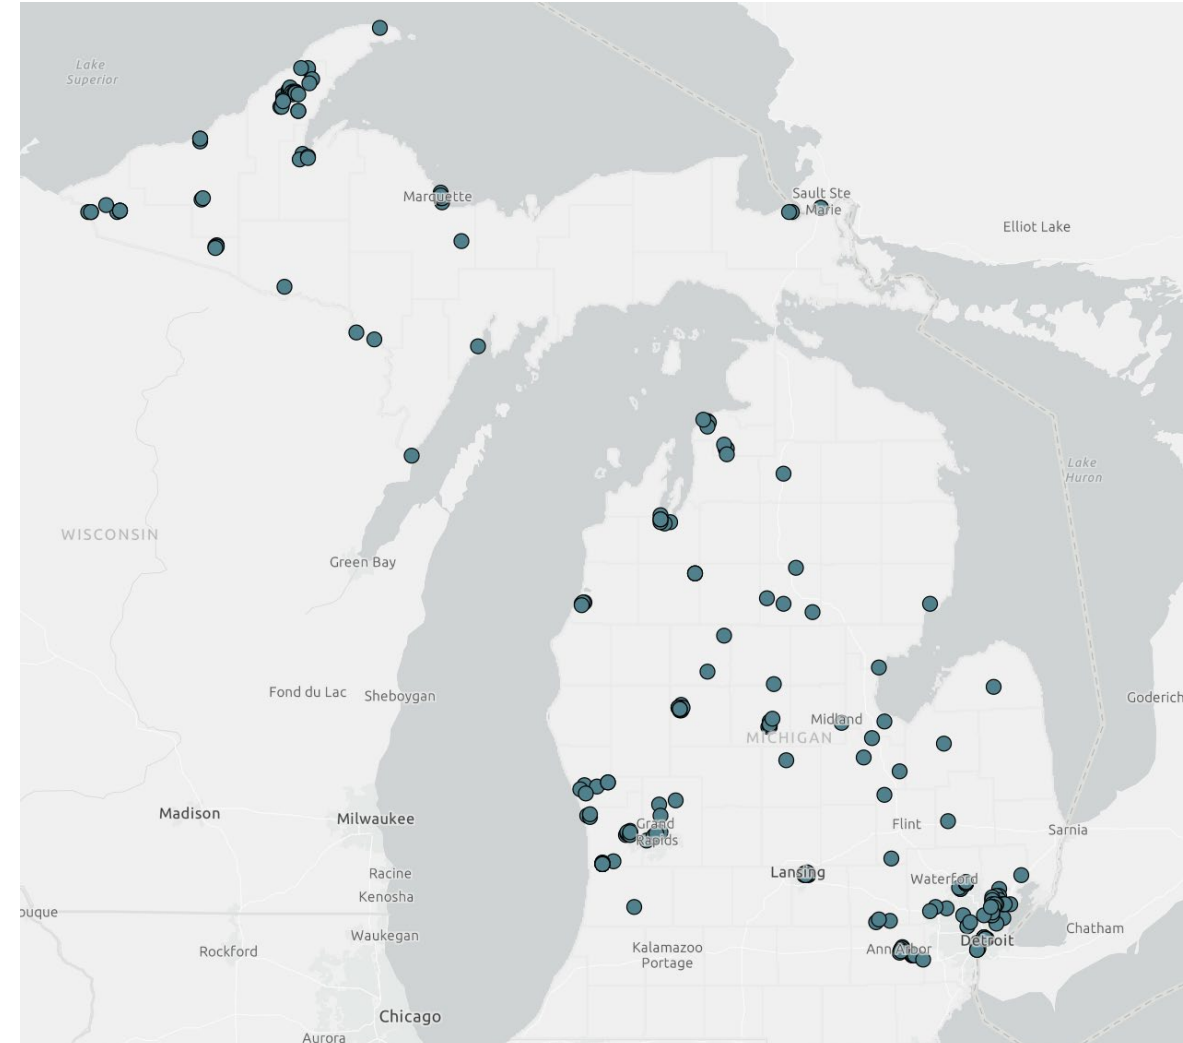 Lake
Superior
Marquette
Sault Ste
Marie
Elliot Lake
Lake
Huron
WISCONSIN
Green Bay
Fond du Lac
Sheboygan
Goderich
Midland
MICHIGAN
Madison
Milwaukee
Grand
Rapids
Flint
Sarnia
Racine
Lansing
Waterford
Kenosha
buque
Waukegan
Chatham
Rockford
Kalamazoo
Portage
Ann Arbor
Detroit
Chicago
Aurora